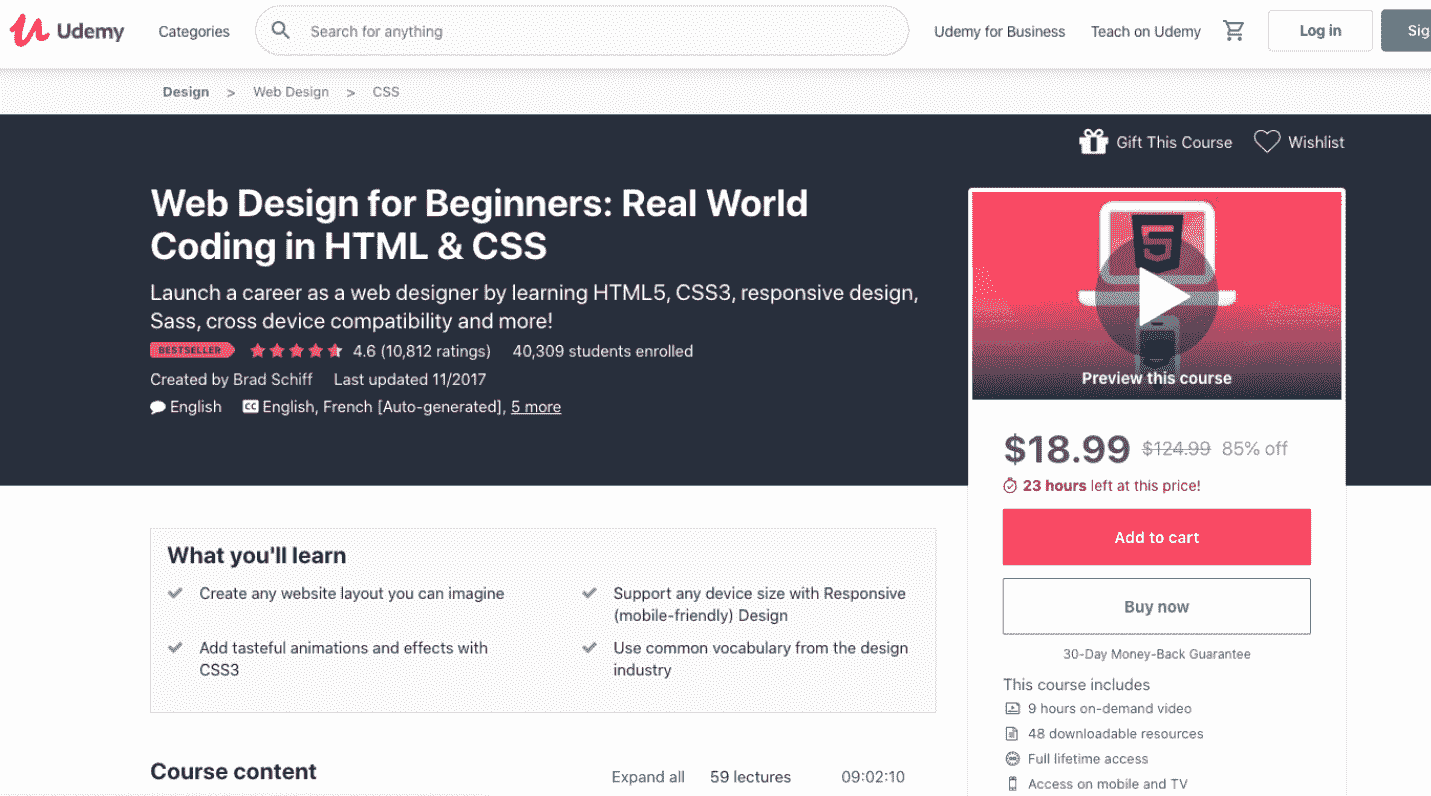 Udemy
Categories
Search for anything
Udemy for Business
Teach on Udemy
Log in
Sig
Design > Web Design > CSS
Gift This Course
Wishlist
Web Design for Beginners: Real World
Coding in HTML & CSS
Launch a career as a web designer by learning HTML5, CSS3, responsive design,
Sass, cross device compatibility and more!
BESTSELLER 4.6 (10,812 ratings) 40,309 students enrolled
Created by Brad Schiff Last updated 11/2017
English CC English, French [Auto-generated], 5 more
5
Preview this course
$18.99 $124.99 85% off
23 hours left at this price!
Add to cart
Buy now
30-Day Money-Back Guarantee
This course includes
9 hours on-demand video
48 downloadable resources
Full lifetime access
Access on mobile and TV
What you'll learn
Create any website layout you can imagine
Support any device size with Responsive
(mobile-friendly) Design
Add tasteful animations and effects with
CSS3
Use common vocabulary from the design
industry
Course content
Expand all
59 lectures
09:02:10